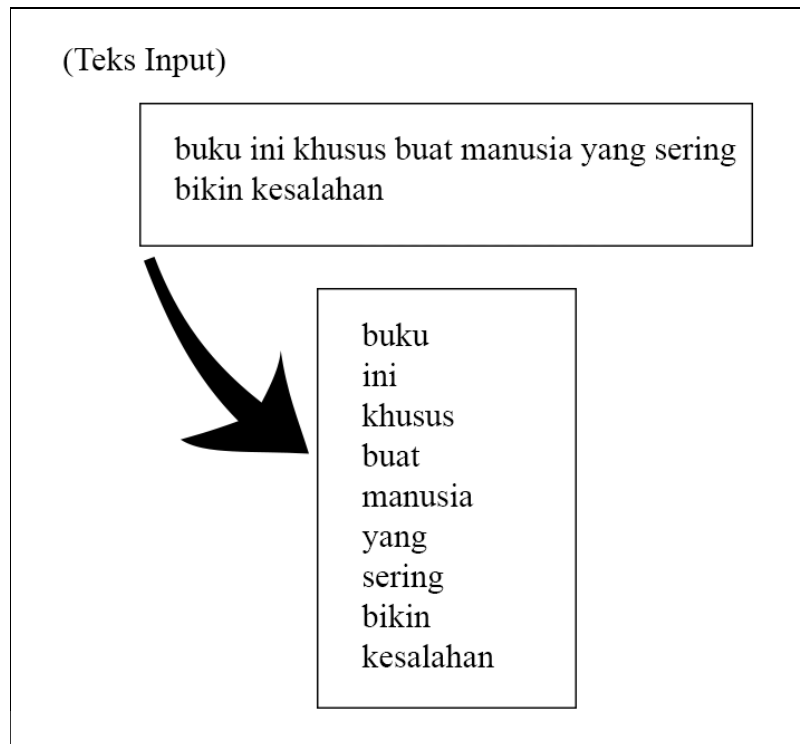 (Teks Input)
buku ini khusus buat manusia yang sering
bikin kesalahan
buku
ini
khusus
buat
manusia
yang
sering
bikin
kesalahan